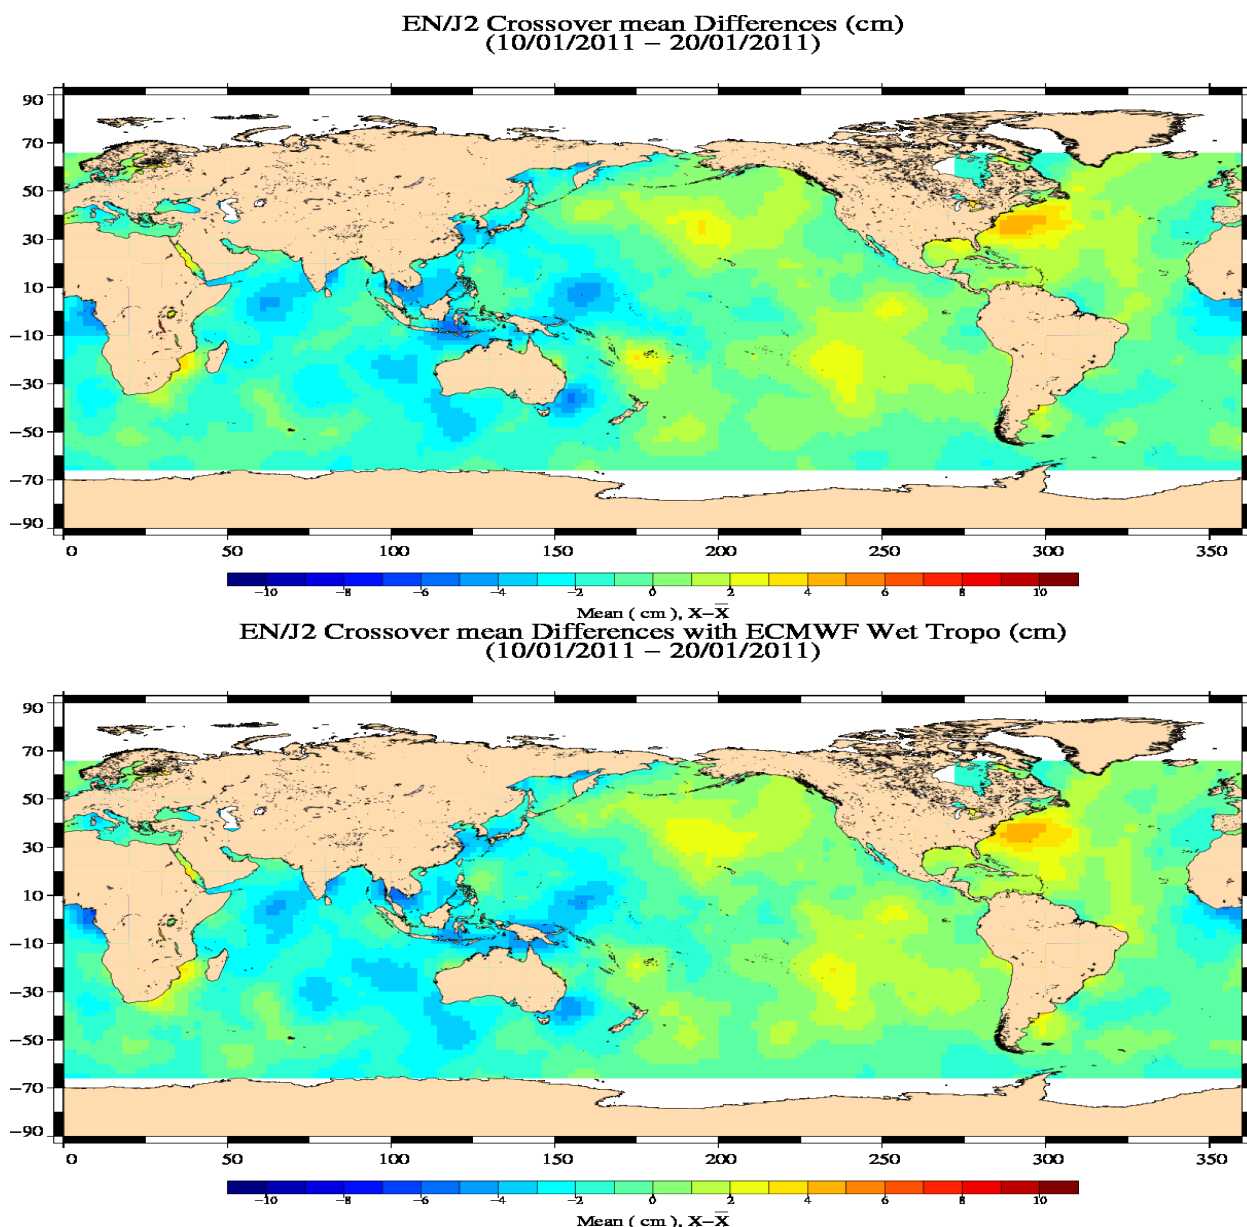 EN/J2 Crossover mean Differences (cm)
(10/01/2011 − 20/01/2011)
90
70
50
30
10
−10
−30
−50
−70
−90
0 50 100 150 200 250 300 350
−10 −8 −6 −4 −2 0 2 4 6 8 10
Mean ( cm ), X−X̅
EN/J2 Crossover mean Differences with ECMWF Wet Tropo (cm)
(10/01/2011 − 20/01/2011)
90
70
50
30
10
−10
−30
−50
−70
−90
0 50 100 150 200 250 300 350
−10 −8 −6 −4 −2 0 2 4 6 8 10
Mean ( cm ), X−X̅